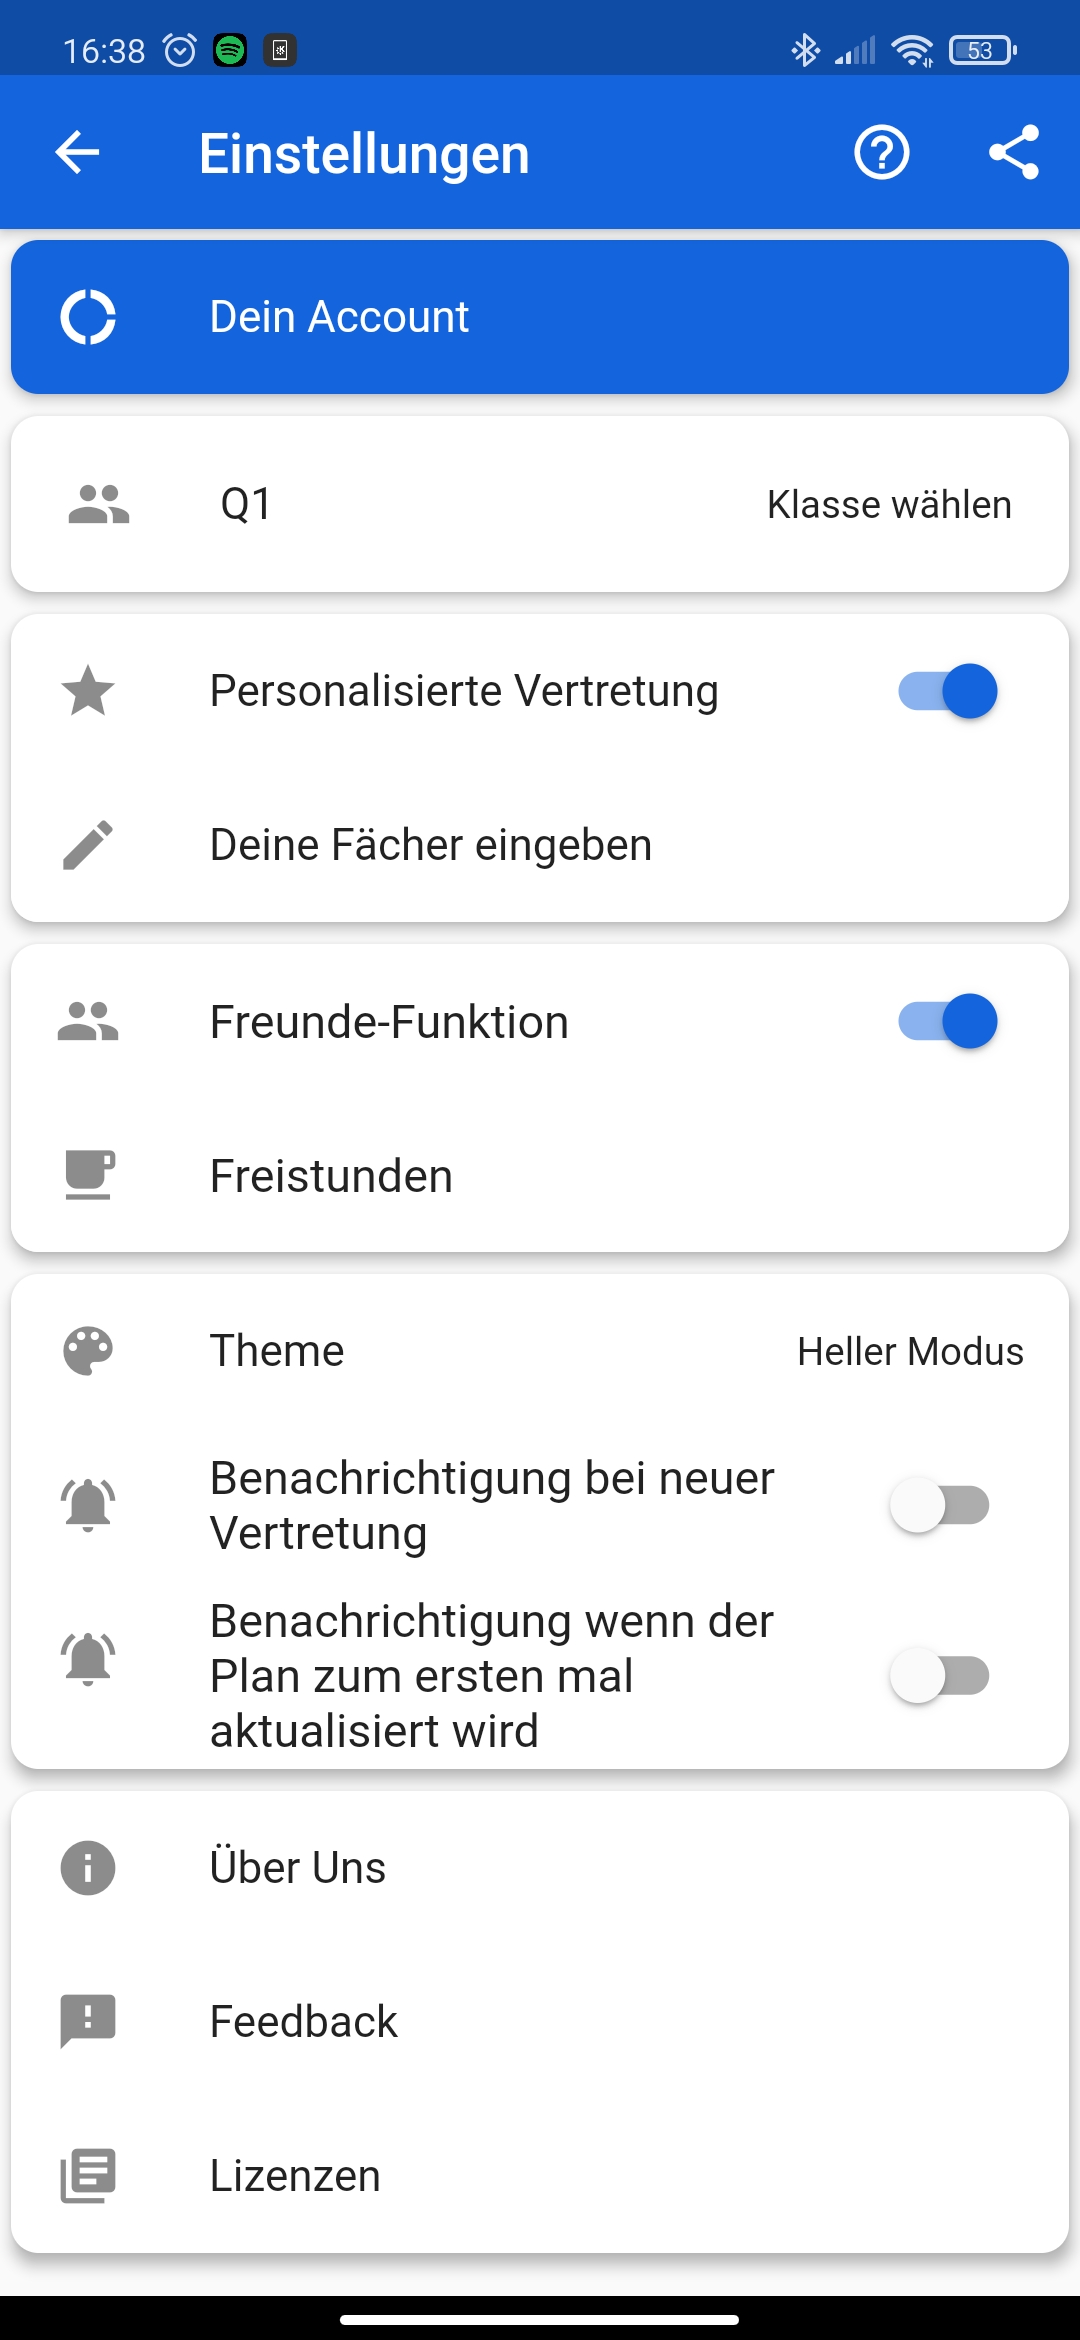 16:38
53
Einstellungen
Dein Account
Q1
Klasse wählen
Personalisierte Vertretung
Deine Fächer eingeben
Freunde-Funktion
Freistunden
Theme
Heller Modus
Benachrichtigung bei neuer
Vertretung
Benachrichtigung wenn der
Plan zum ersten mal
aktualisiert wird
Über Uns
Feedback
Lizenzen